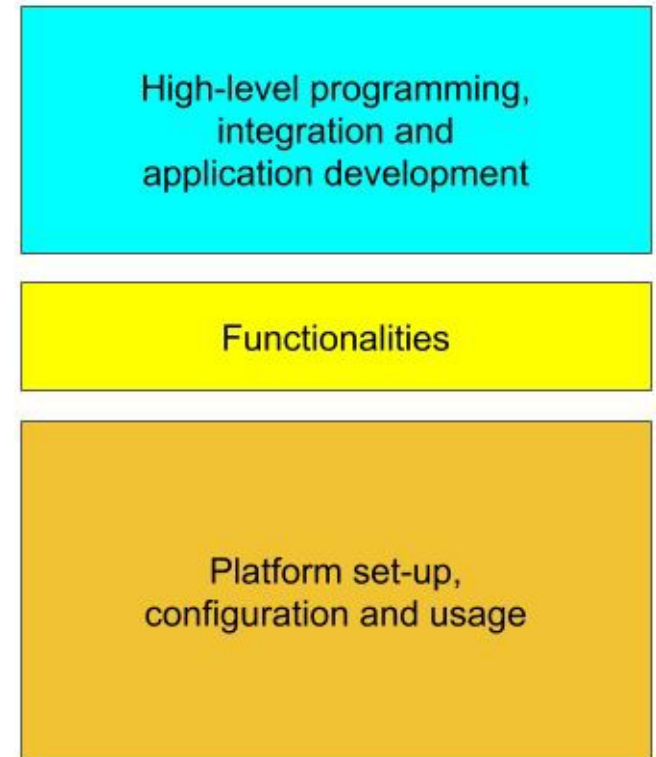 High-level programming,
integration and
application development
Functionalities
Platform set-up,
configuration and usage